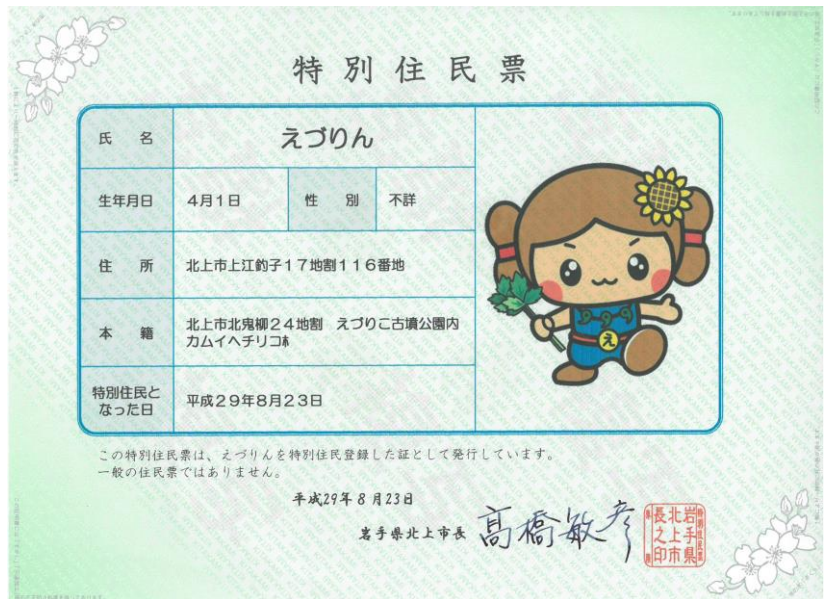 特別住民票
氏 名 えづりん
生年月日 4月1日 性 別 不詳
住 所 北上市上江釣子17地割116番地
本 籍 北上市北鬼柳24地割 えづりこ古墳公園内
カムイヘチリコㇹ
特別住民と
なった日 平成29年8月23日
え
この特別住民票は、えづりんを特別住民登録した証として発行しています。
一般の住民票ではありません。
平成29年8月23日
岩手県北上市長 髙橋敏彦
岩手県
北上市
長之印